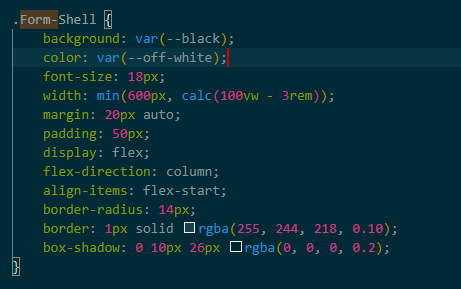 .Form-Shell {
background: var(--black);
color: var(--off-white);
font-size: 18px;
width: min(600px, calc(100vw - 3rem));
margin: 20px auto;
padding: 50px;
display: flex;
flex-direction: column;
align-items: flex-start;
border-radius: 14px;
border: 1px solid rgba(255, 244, 218, 0.10);
box-shadow: 0 10px 26px rgba(0, 0, 0, 0.2);
}